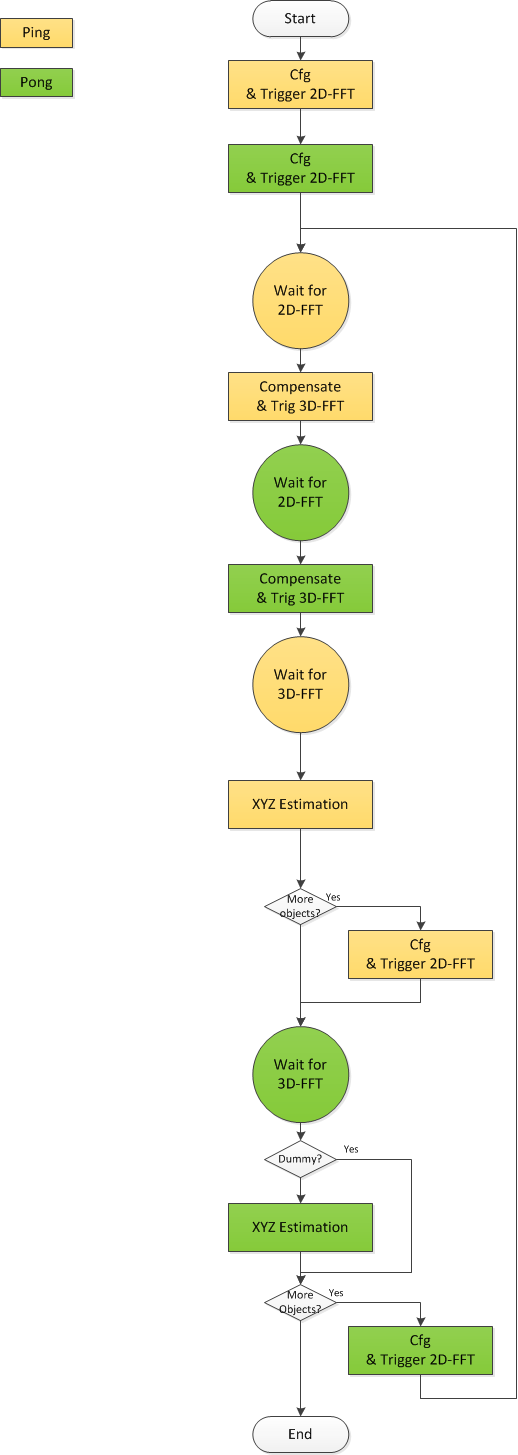 Start
Ping
Cfg
& Trigger 2D-FFT
Pong
Cfg
& Trigger 2D-FFT
Wait for
2D-FFT
Compensate
& Trig 3D-FFT
Wait for
2D-FFT
Compensate
& Trig 3D-FFT
Wait for
3D-FFT
XYZ Estimation
More
objects?
Yes
Cfg
& Trigger 2D-FFT
Wait for
3D-FFT
Dummy?
Yes
XYZ Estimation
More
Objects?
Yes
Cfg
& Trigger 2D-FFT
End